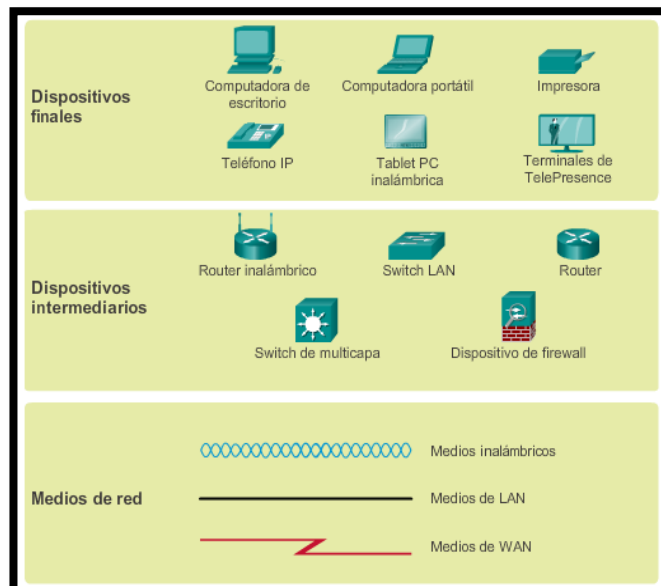 Dispositivos
finales
Computadora de
escritorio
Computadora portátil
Impresora
Teléfono IP
Tablet PC
inalámbrica
Terminales de
TelePresence
Dispositivos
intermediarios
Router inalámbrico
Switch LAN
Router
Switch de multicapa
Dispositivo de firewall
Medios de red
Medios inalámbricos
Medios de LAN
Medios de WAN